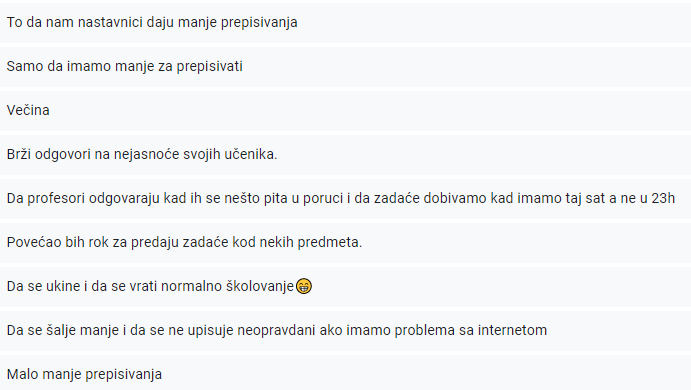 To da nam nastavnici daju manje prepisivanja
Samo da imamo manje za prepisivati
Večina
Brži odgovori na nejasnoće svojih učenika.
Da profesori odgovaraju kad ih se nešto pita u poruci i da zadaće dobivamo kad imamo taj sat a ne u 23h
Povećao bih rok za predaju zadaće kod nekih predmeta.
Da se ukine i da se vrati normalno školovanje😁
Da se šalje manje i da se ne upisuje neopravdani ako imamo problema sa internetom
Malo manje prepisivanja